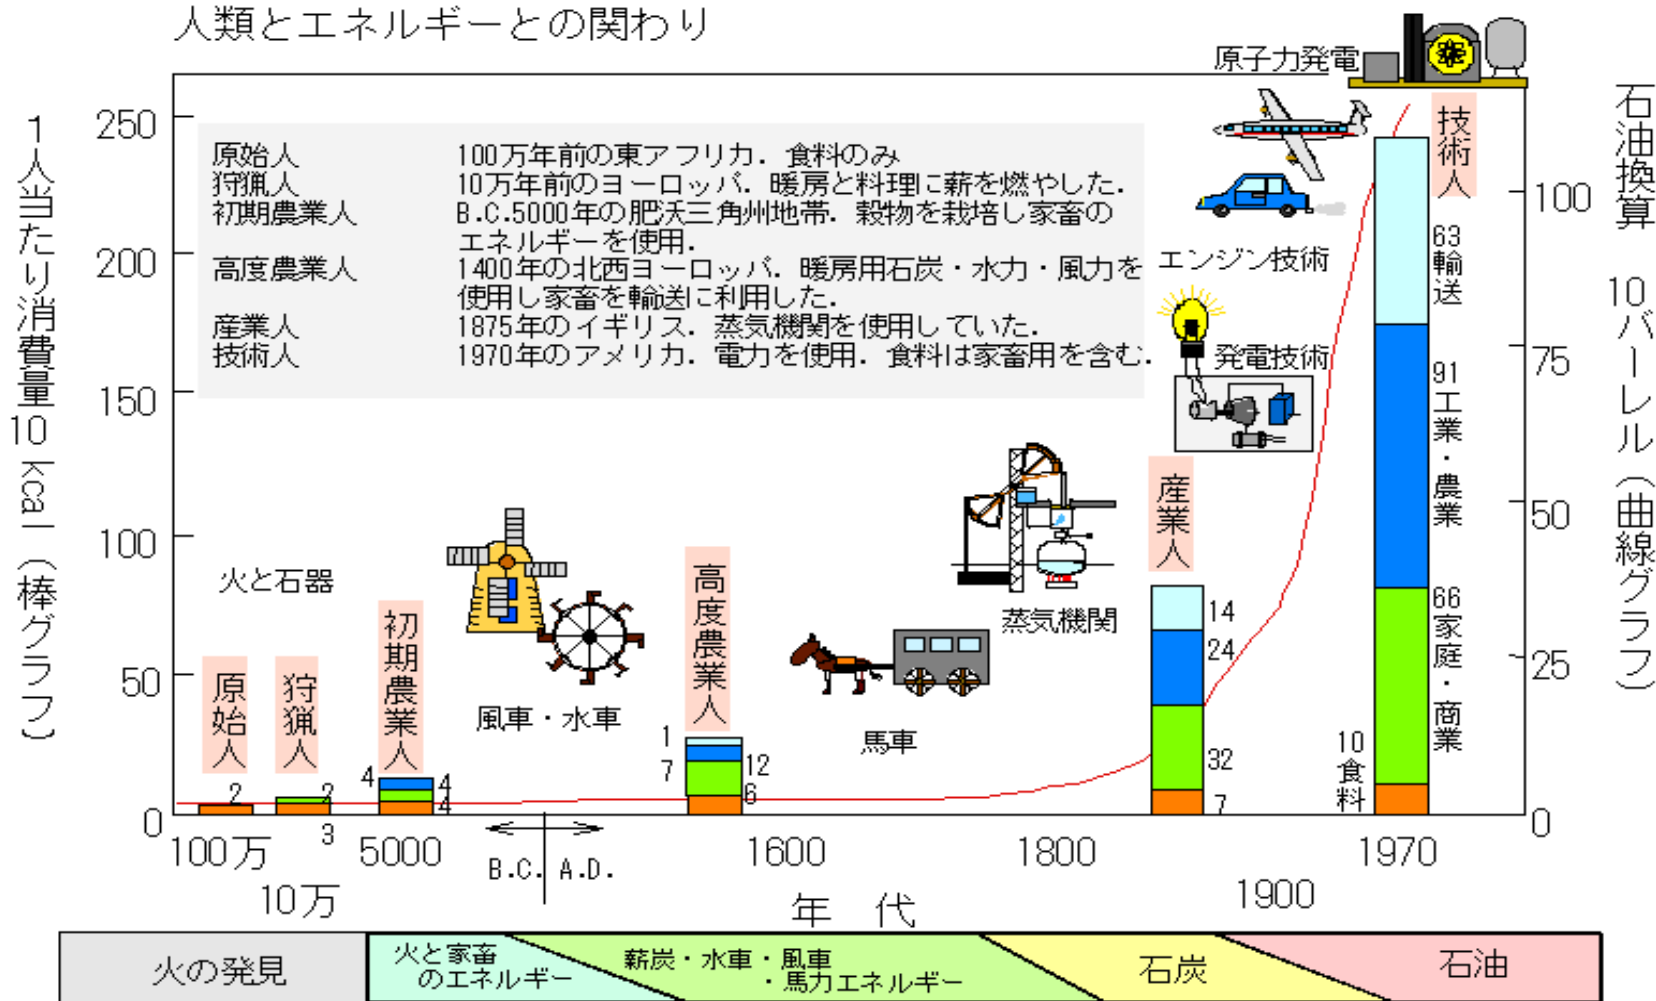 人類とエネルギーとの関わり
1人当たり消費量10 kcal(棒グラフ)
石油換算 10バーレル(曲線グラフ)
250
200
150
100
50
0
100
75
50
25
0
原始人 100万年前の東アフリカ.食料のみ
狩猟人 10万年前のヨーロッパ.暖房と料理に薪を燃やした.
初期農業人 B.C.5000年の肥沃三角州地帯.穀物を栽培し家畜の
エネルギーを使用.
高度農業人 1400年の北西ヨーロッパ.暖房用石炭・水力・風力を
使用し家畜を輸送に利用した.
産業人 1875年のイギリス.蒸気機関を使用していた.
技術人 1970年のアメリカ.電力を使用.食料は家畜用を含む.
原子力発電
エンジン技術
発電技術
蒸気機関
馬車
風車・水車
火と石器
原始人
2
狩猟人
2
3
初期農業人
4
4
4
高度農業人
1
7
12
6
産業人
14
24
32
7
技術人
63輸送
91工業・農業
66家庭・商業
10食料
100万
10万
5000
B.C.
A.D.
1600
1800
1900
1970
年 代
火の発見
火と家畜
のエネルギー
薪炭・水車・風車
・馬力エネルギー
石炭
石油